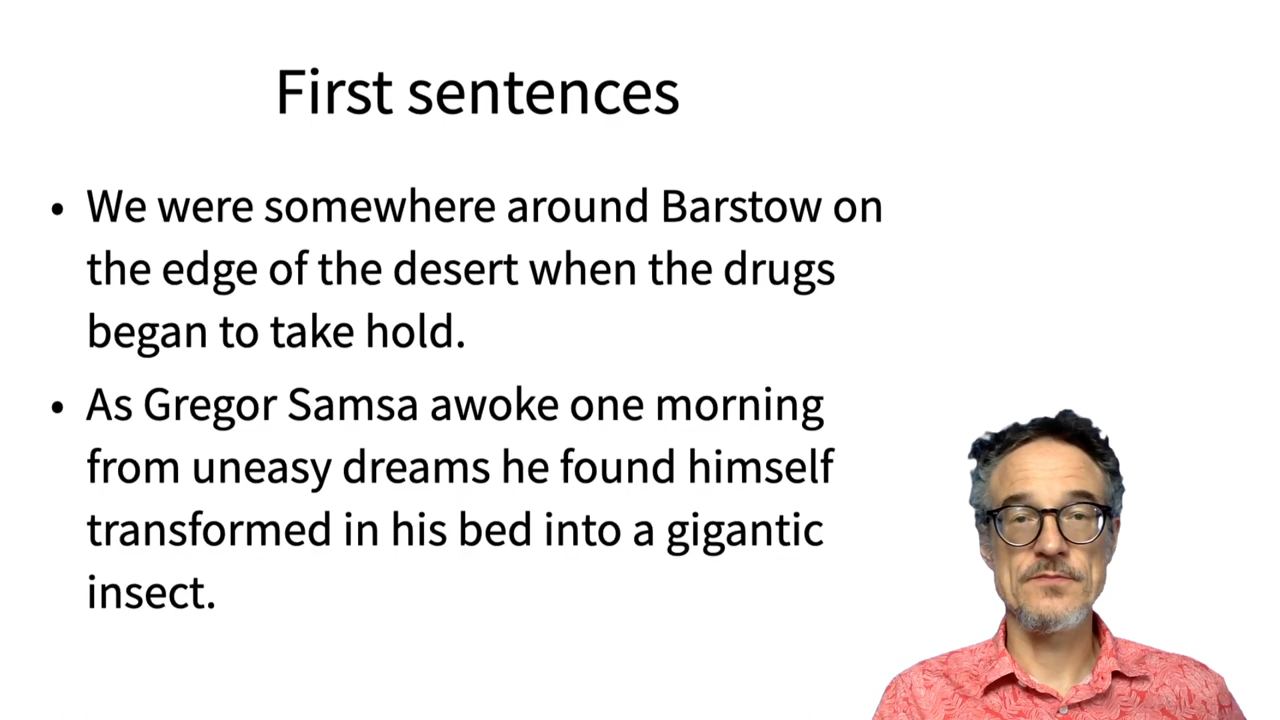 First sentences
• We were somewhere around Barstow on
the edge of the desert when the drugs
began to take hold.
• As Gregor Samsa awoke one morning
from uneasy dreams he found himself
transformed in his bed into a gigantic
insect.